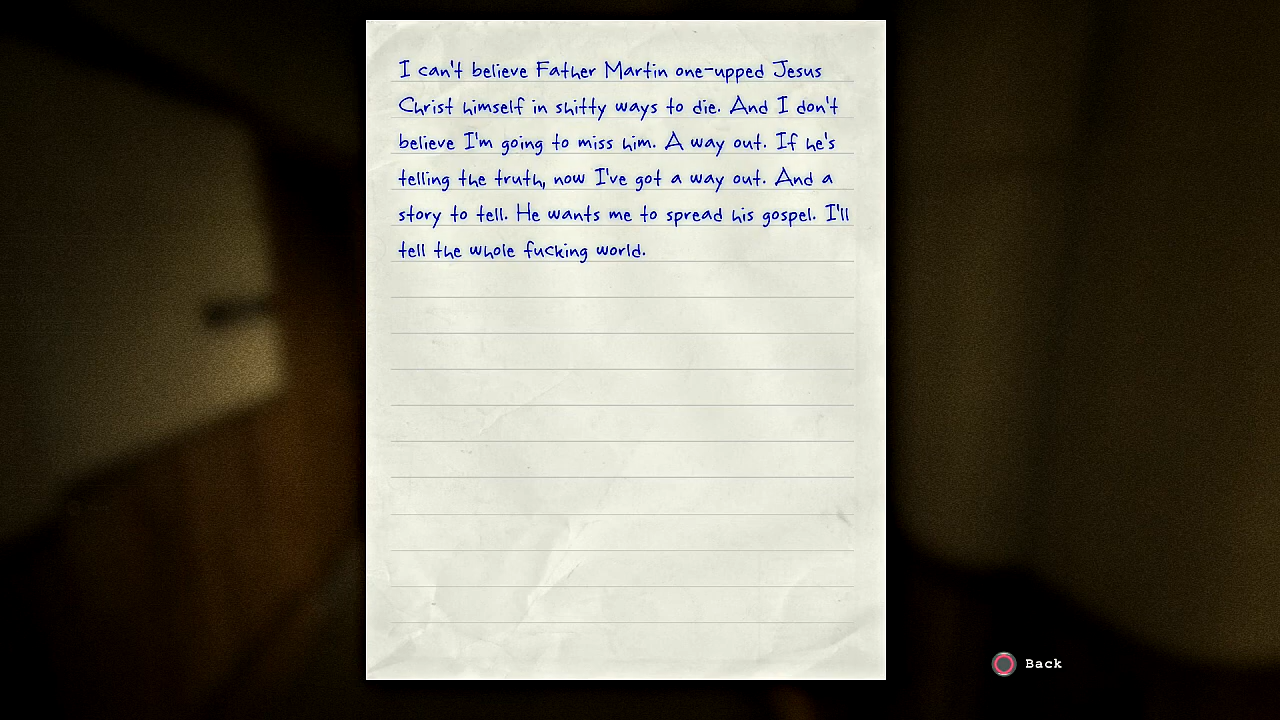 I can't believe Father Martin one-upped Jesus
Christ himself in shitty ways to die. And I don't
believe I'm going to miss him. A way out. If he's
telling the truth, now I've got a way out. And a
story to tell. He wants me to spread his gospel. I'll
tell the whole fucking world.
Back